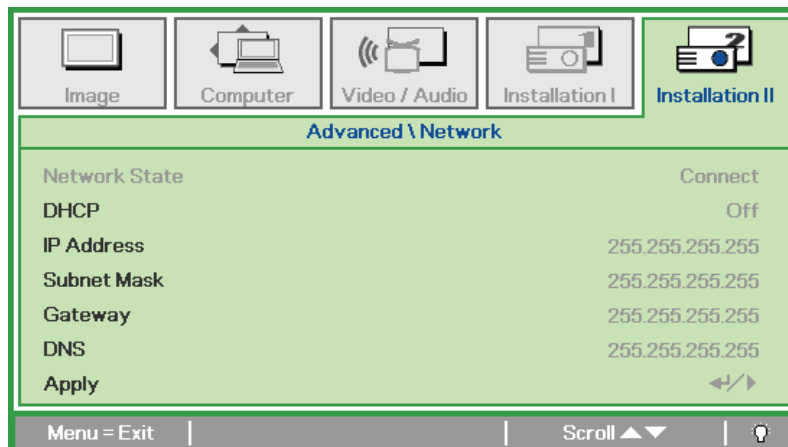 Image Computer Video / Audio Installation I Installation II
Advanced \ Network
Network State Connect
DHCP Off
IP Address 255.255.255.255
Subnet Mask 255.255.255.255
Gateway 255.255.255.255
DNS 255.255.255.255
Apply
Menu = Exit Scroll